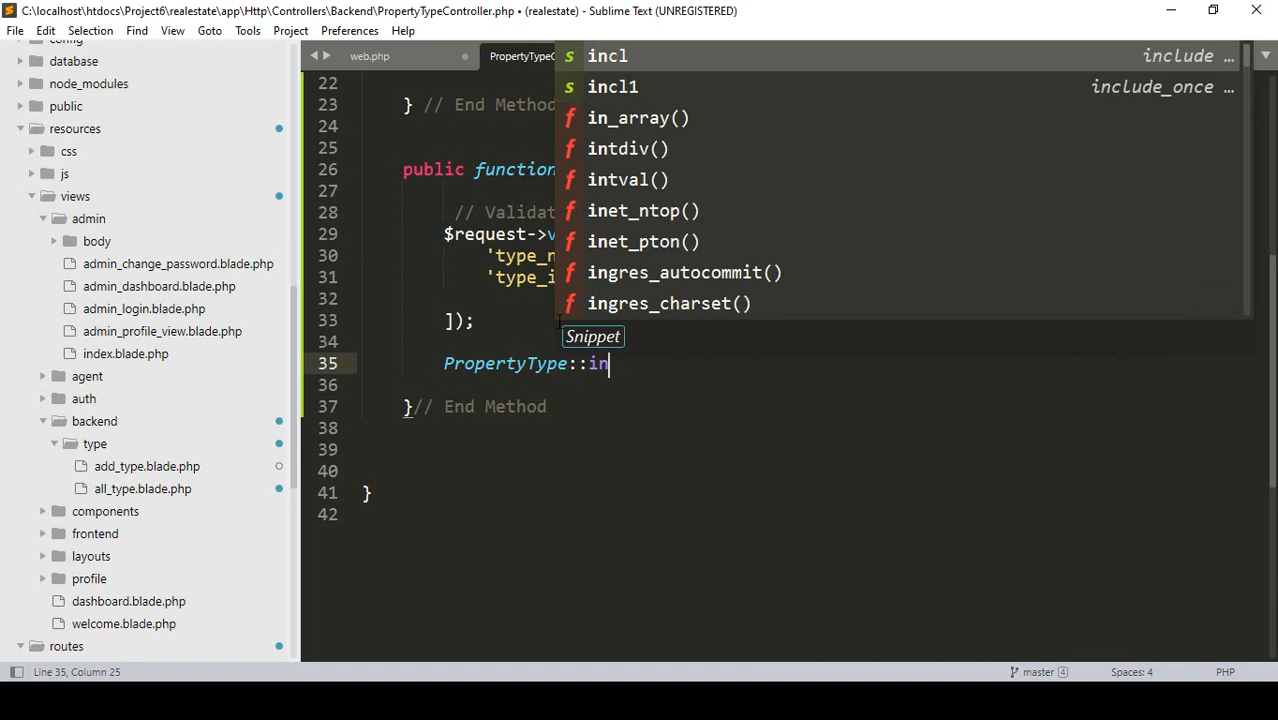 C:\localhost\htdocs\Project6\realestate\app\Http\Controllers\Backend\PropertyTypeController.php • (realestate) - Sublime Text (UNREGISTERED)
File Edit Selection Find View Goto Tools Project Preferences Help
config
database
node_modules
public
resources
css
js
views
admin
body
admin_change_password.blade.php
admin_dashboard.blade.php
admin_login.blade.php
admin_profile_view.blade.php
index.blade.php
agent
auth
backend
type
add_type.blade.php
all_type.blade.php
components
frontend
layouts
profile
dashboard.blade.php
welcome.blade.php
routes
web.php PropertyTypeC
22
23 } // End Method
24
25
26 public function
27
28 // Validat
29 $request->v
30 'type_n
31 'type_i
32
33 ]);
34
35 PropertyType::in
36
37 }// End Method
38
39
40
41 }
42
s incl include ...
s incl1 include_once ...
f in_array()
f intdiv()
f intval()
f inet_ntop()
f inet_pton()
f ingres_autocommit()
f ingres_charset()
Snippet
Line 35, Column 25 master 4 Spaces: 4 PHP